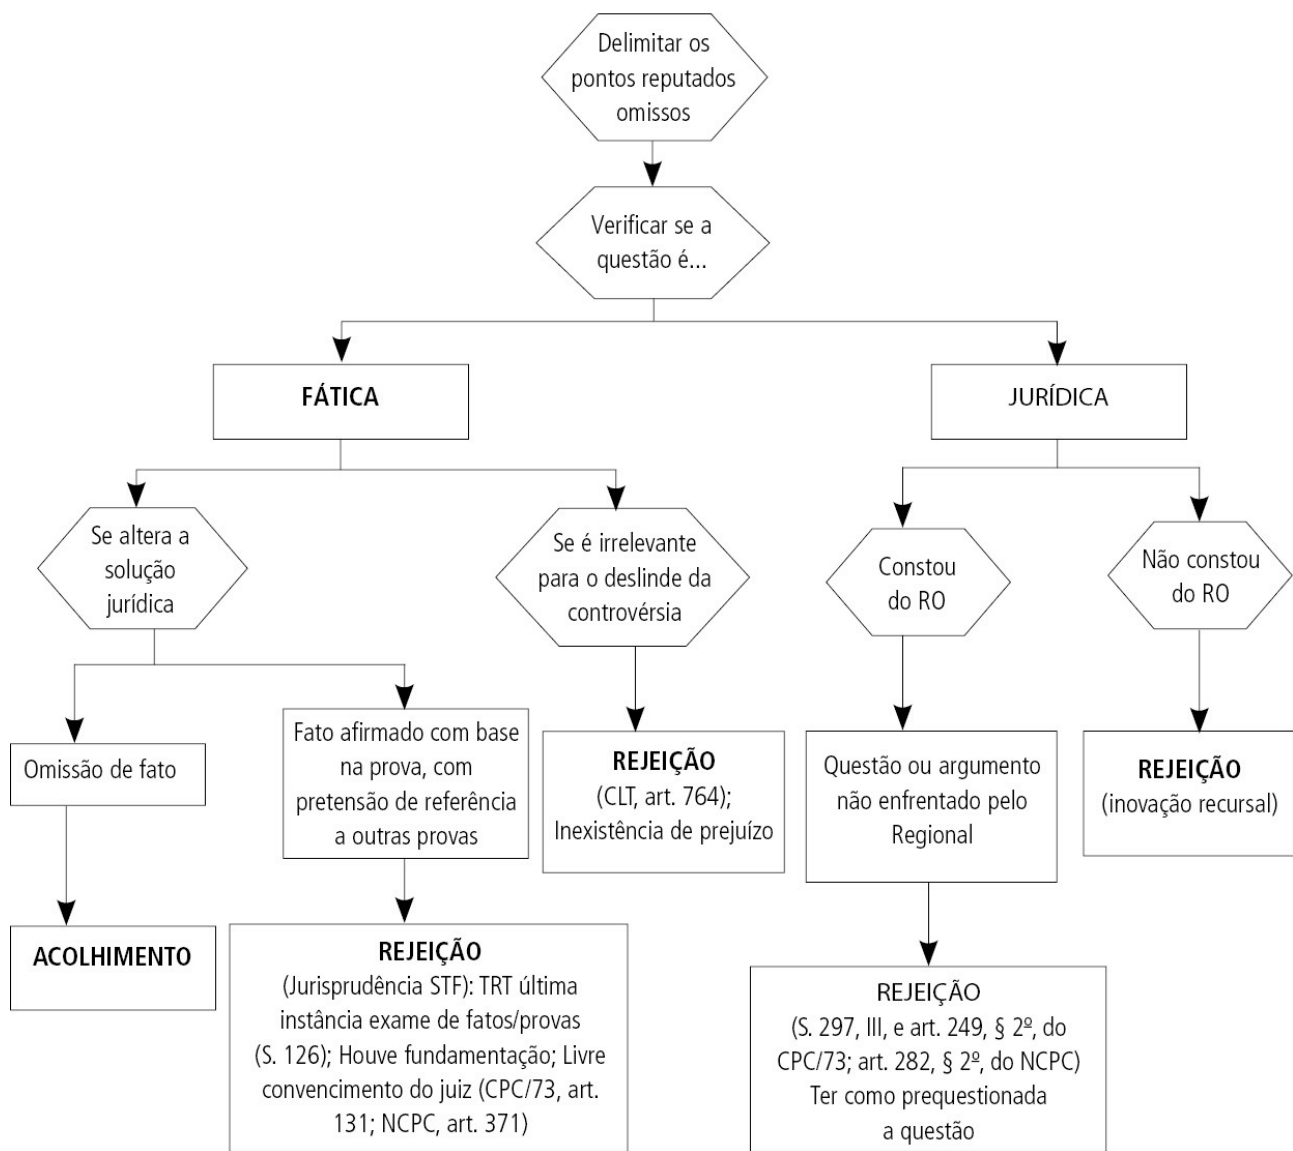 Delimitar os
pontos reputados
omissos
Verificar se a
questão é...
FÁTICA
JURÍDICA
Se altera a
solução
jurídica
Se é irrelevante
para o deslinde da
controvérsia
Constou
do RO
Não constou
do RO
Omissão de fato
Fato afirmado com base
na prova, com
pretensão de referência
a outras provas
REJEIÇÃO
(CLT, art. 764);
Inexistência de prejuízo
Questão ou argumento
não enfrentado pelo
Regional
REJEIÇÃO
(inovação recursal)
ACOLHIMENTO
REJEIÇÃO
(Jurisprudência STF): TRT última
instância exame de fatos/provas
(S. 126); Houve fundamentação; Livre
convencimento do juiz (CPC/73, art.
131; NCPC, art. 371)
REJEIÇÃO
(S. 297, III, e art. 249, § 2º, do
CPC/73; art. 282, § 2º, do NCPC)
Ter como prequestionada
a questão